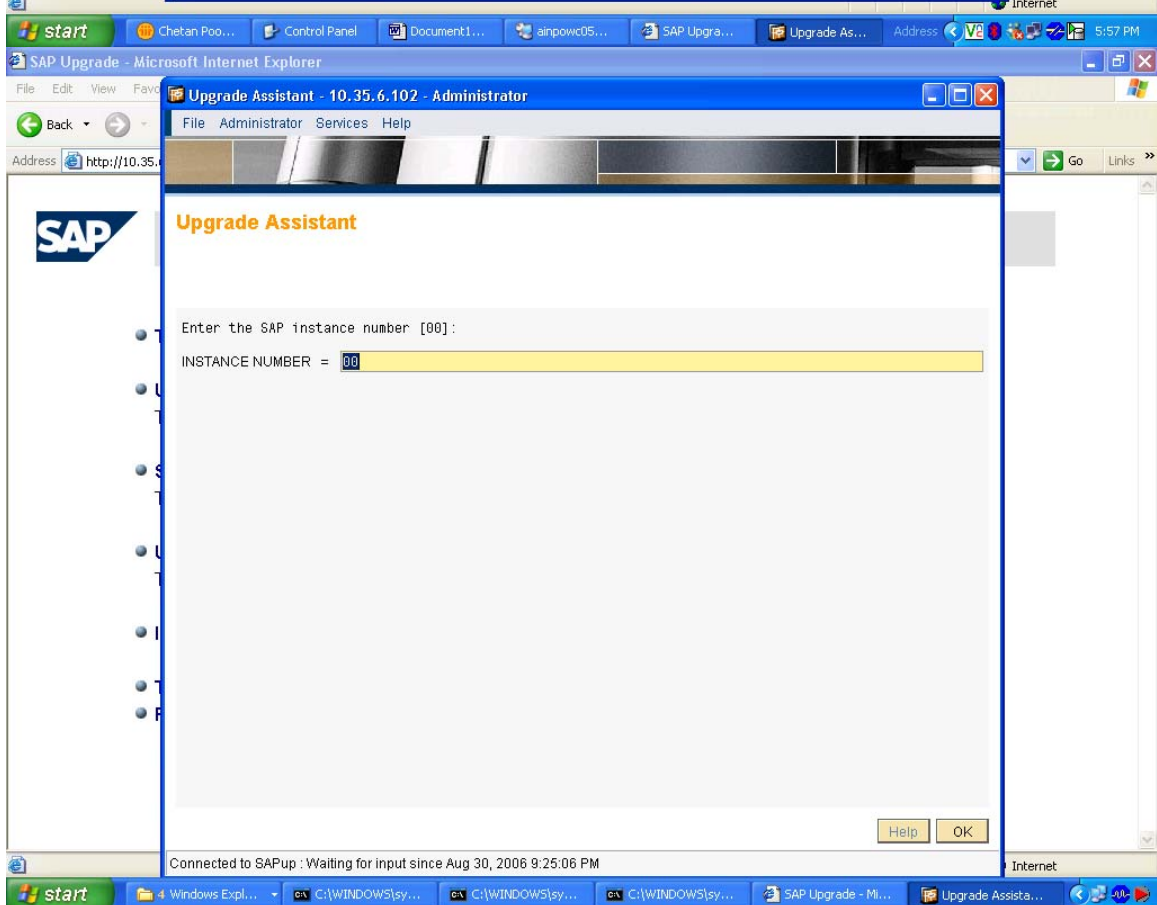 Internet
start Chetan Poo... Control Panel Document1... ainpowc05... SAP Upgra... Upgrade As... Address V2 5:57 PM
SAP Upgrade - Microsoft Internet Explorer
File Edit View Favo
Upgrade Assistant - 10.35.6.102 - Administrator
Back
File Administrator Services Help
Address http://10.35. Go Links »
SAP
Upgrade Assistant
Enter the SAP instance number [00]:
INSTANCE NUMBER = 00
Help OK
Connected to SAPup : Waiting for input since Aug 30, 2006 9:25:06 PM
Internet
start 4 Windows Expl... C:\WINDOWS\sy... C:\WINDOWS\sy... C:\WINDOWS\sy... SAP Upgrade - Mi... Upgrade Assista...